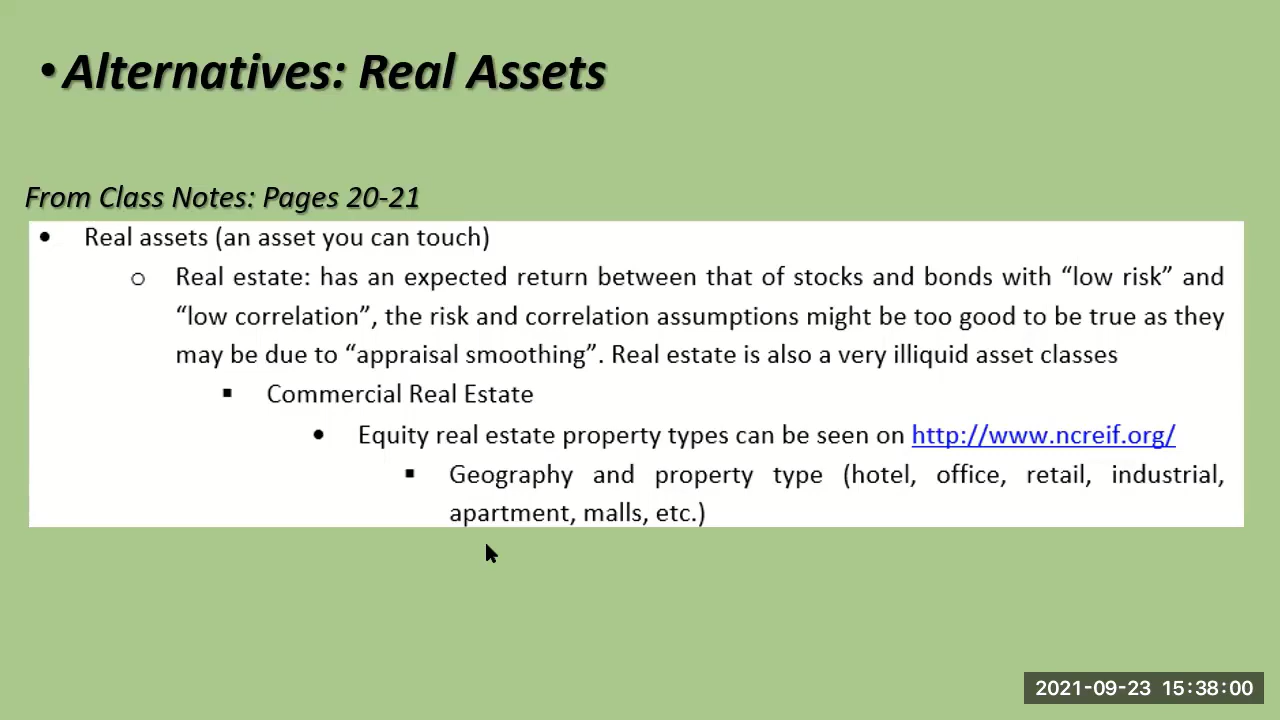 •Alternatives: Real Assets
From Class Notes: Pages 20-21
• Real assets (an asset you can touch)
o Real estate: has an expected return between that of stocks and bonds with “low risk” and
“low correlation”, the risk and correlation assumptions might be too good to be true as they
may be due to “appraisal smoothing”. Real estate is also a very illiquid asset classes
▪ Commercial Real Estate
• Equity real estate property types can be seen on http://www.ncreif.org/
▪ Geography and property type (hotel, office, retail, industrial,
apartment, malls, etc.)
2021-09-23 15:38:00